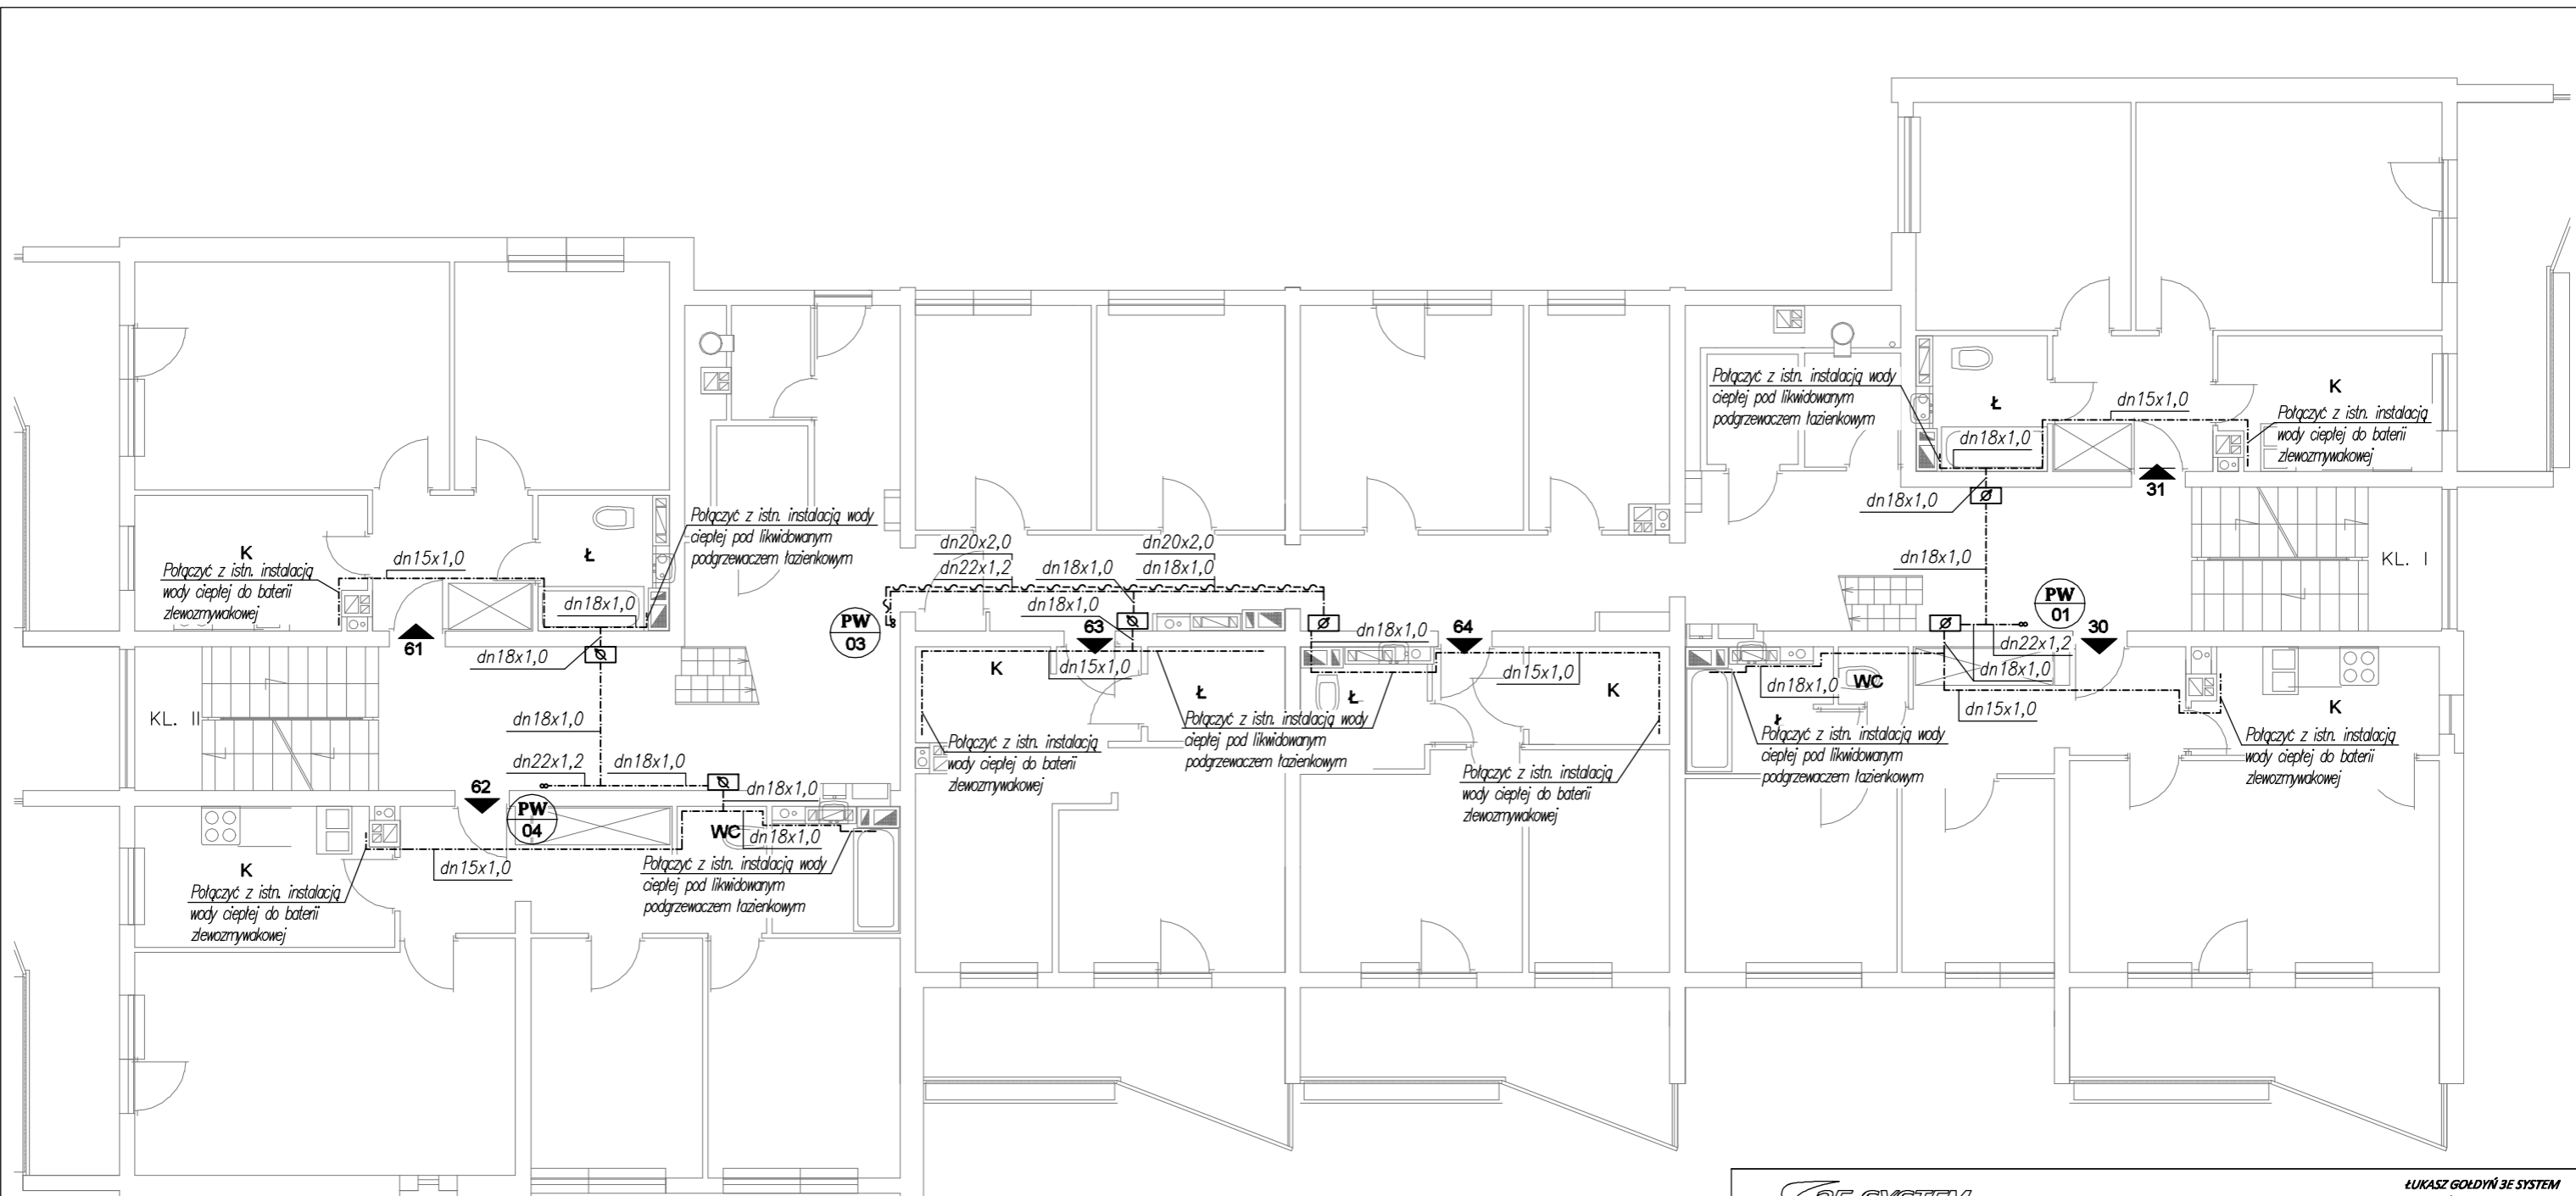 Połączyć z istn. instalacją wody
ciepłej pod likwidowanym
podgrzewaczem łazienkowym
Ł
dn15x1,0
K
Połączyć z istn. instalacją
wody ciepłej do baterii
zlewozmywakowej
dn18x1,0
dn18x1,0
31
dn18x1,0
KL. I
PW
01
30
dn22x1,2
dn18x1,0
dn18x1,0
WC
dn15x1,0
Ł
Połączyć z istn. instalacją wody
ciepłej pod likwidowanym
podgrzewaczem łazienkowym
K
Połączyć z istn. instalacją
wody ciepłej do baterii
zlewozmywakowej
K
Połączyć z istn. instalacją
wody ciepłej do baterii
zlewozmywakowej
dn15x1,0
Ł
Połączyć z istn. instalacją wody
ciepłej pod likwidowanym
podgrzewaczem łazienkowym
dn18x1,0
61
dn18x1,0
KL. II
dn18x1,0
dn22x1,2
dn18x1,0
62
PW
04
dn18x1,0
WC
dn18x1,0
dn15x1,0
K
Połączyć z istn. instalacją
wody ciepłej do baterii
zlewozmywakowej
Połączyć z istn. instalacją wody
ciepłej pod likwidowanym
podgrzewaczem łazienkowym
dn20x2,0
dn22x1,2
dn18x1,0
dn20x2,0
dn18x1,0
dn18x1,0
PW
03
63
dn18x1,0
64
K
dn15x1,0
Ł
Ł
dn15x1,0
K
Połączyć z istn. instalacją
wody ciepłej do baterii
zlewozmywakowej
Połączyć z istn. instalacją wody
ciepłej pod likwidowanym
podgrzewaczem łazienkowym
Połączyć z istn. instalacją
wody ciepłej do baterii
zlewozmywakowej
3E SYSTEM
ŁUKASZ GOŁDYŃ 3E SYSTEM